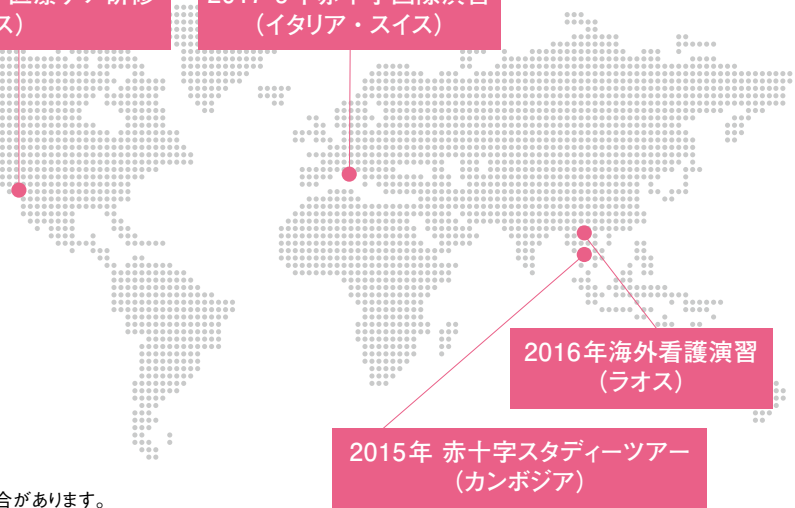 ス）
（イタリア・スイス）
2016年海外看護演習
（ラオス）
2015年 赤十字スタディーツアー
（カンボジア）
合があります。